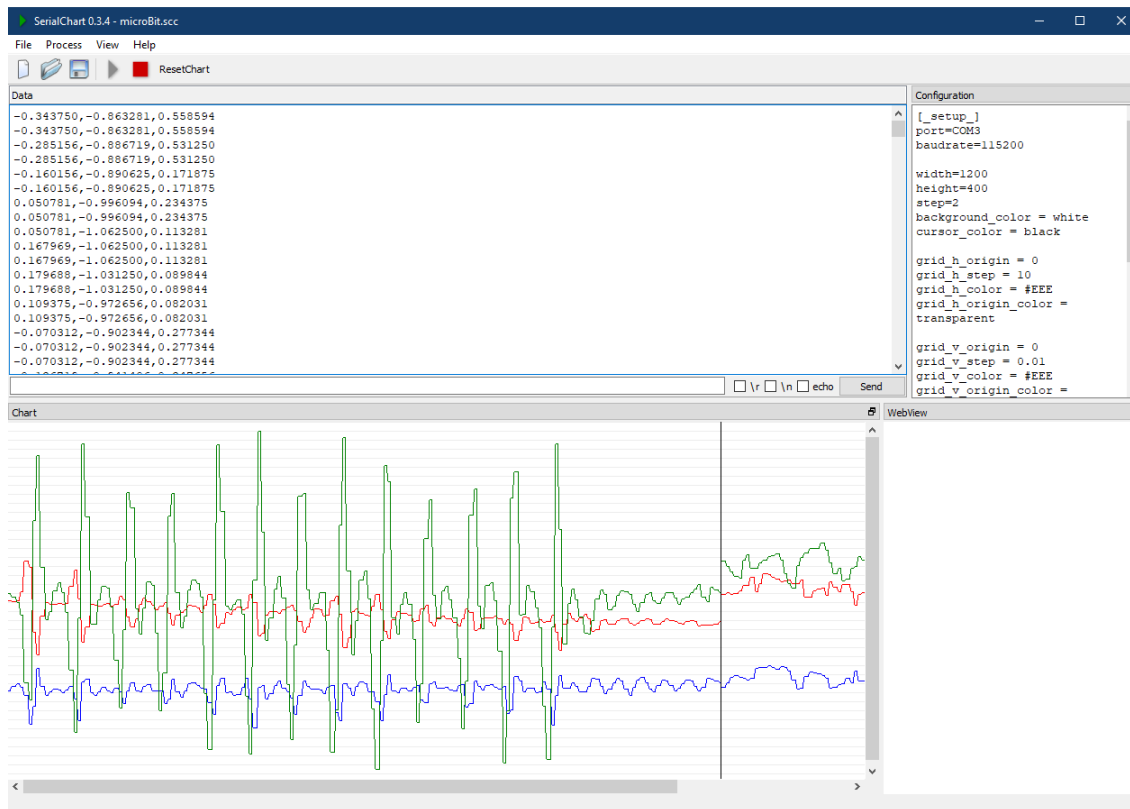 SerialChart 0.3.4 - microBit.scc
File Process View Help
ResetChart
Data
-0.343750,-0.863281,0.558594
-0.343750,-0.863281,0.558594
-0.285156,-0.886719,0.531250
-0.285156,-0.886719,0.531250
-0.160156,-0.890625,0.171875
-0.160156,-0.890625,0.171875
0.050781,-0.996094,0.234375
0.050781,-0.996094,0.234375
0.050781,-1.062500,0.113281
0.167969,-1.062500,0.113281
0.167969,-1.062500,0.113281
0.179688,-1.031250,0.089844
0.179688,-1.031250,0.089844
0.109375,-0.972656,0.082031
0.109375,-0.972656,0.082031
-0.070312,-0.902344,0.277344
-0.070312,-0.902344,0.277344
-0.070312,-0.902344,0.277344
\r \n echo Send
Configuration
[_setup_]
port=COM3
baudrate=115200
width=1200
height=400
step=2
background_color = white
cursor_color = black
grid_h_origin = 0
grid_h_step = 10
grid_h_color = #EEE
grid_h_origin_color =
transparent
grid_v_origin = 0
grid_v_step = 0.01
grid_v_color = #EEE
grid_v_origin_color =
Chart
WebView